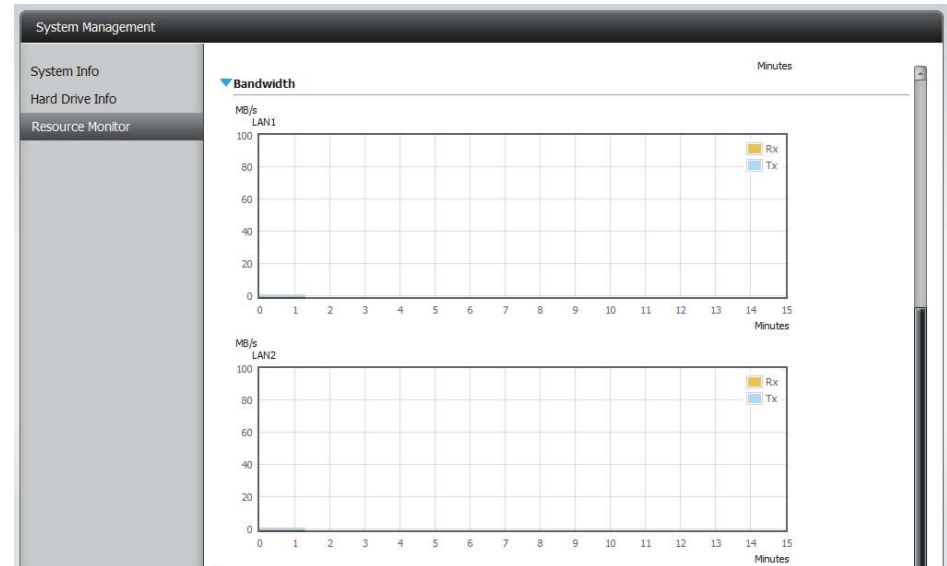 System Management
System Info
Hard Drive Info
Resource Monitor
Minutes
Bandwidth
MB/s
LAN1
100
80
60
40
20
0
Rx
Tx
0 1 2 3 4 5 6 7 8 9 10 11 12 13 14 15
Minutes
MB/s
LAN2
100
80
60
40
20
0
Rx
Tx
0 1 2 3 4 5 6 7 8 9 10 11 12 13 14 15
Minutes